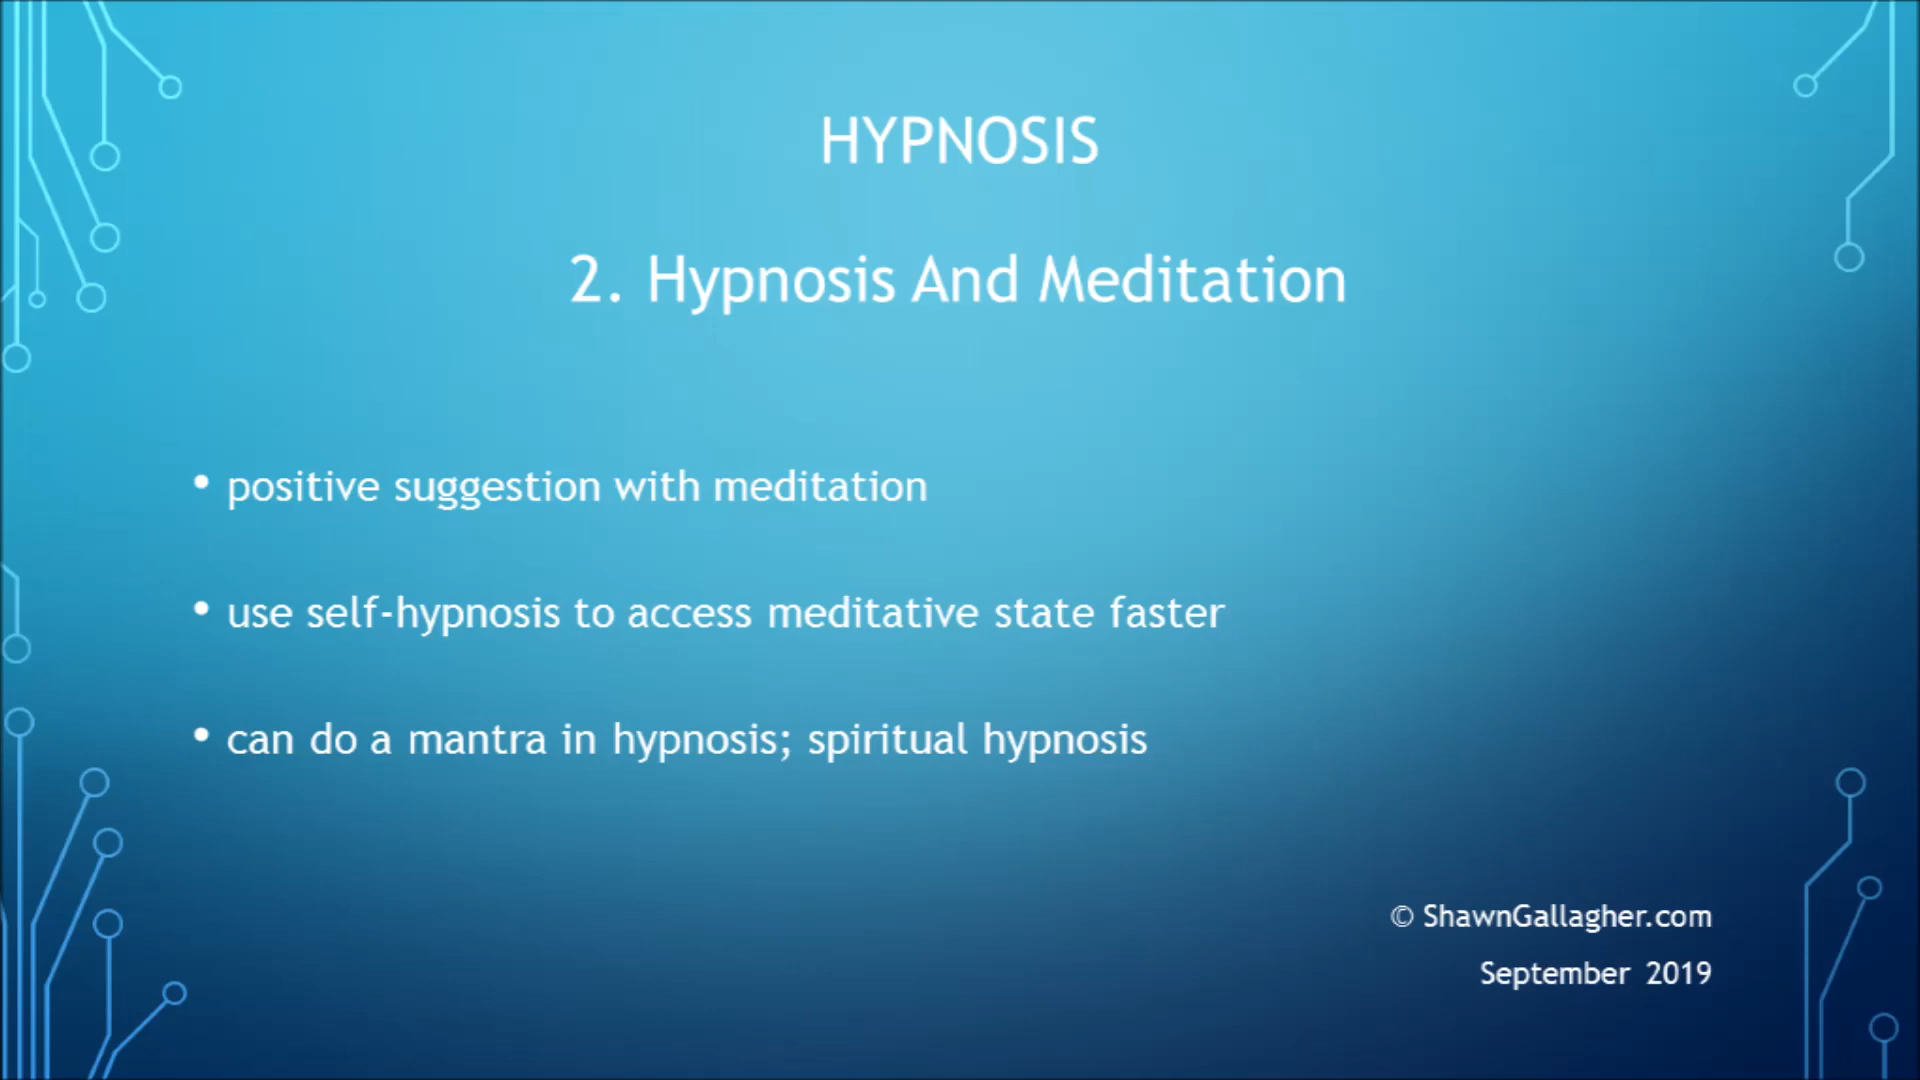 HYPNOSIS
2. Hypnosis And Meditation
• positive suggestion with meditation
• use self-hypnosis to access meditative state faster
• can do a mantra in hypnosis; spiritual hypnosis
© ShawnGallagher.com
September 2019